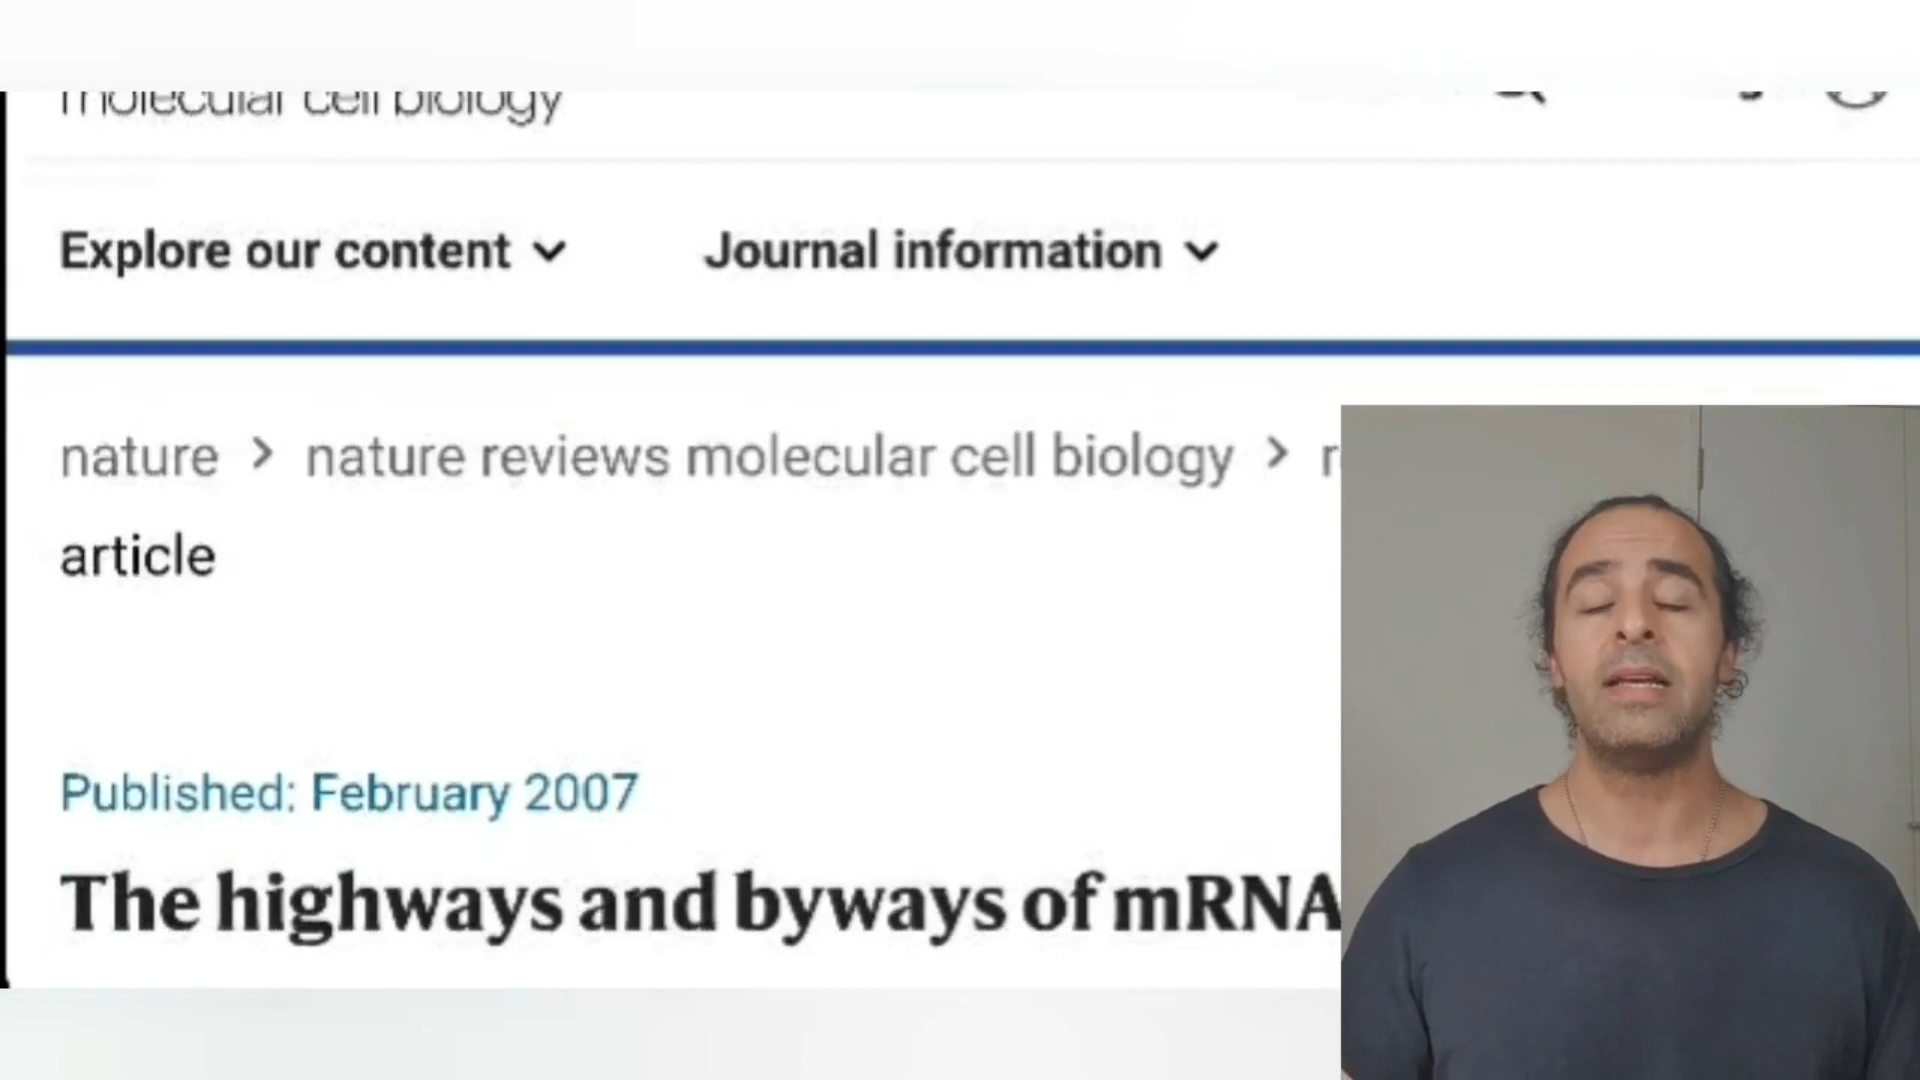 molecular cell biology
Explore our content
Journal information
nature > nature reviews molecular cell biology >
article
Published: February 2007
The highways and byways of mRNA